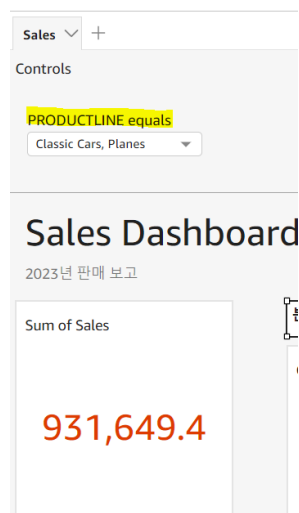 Sales
Controls
PRODUCTLINE equals
Classic Cars, Planes
Sales Dashboard
2023년 판매 보고
Sum of Sales
931,649.4